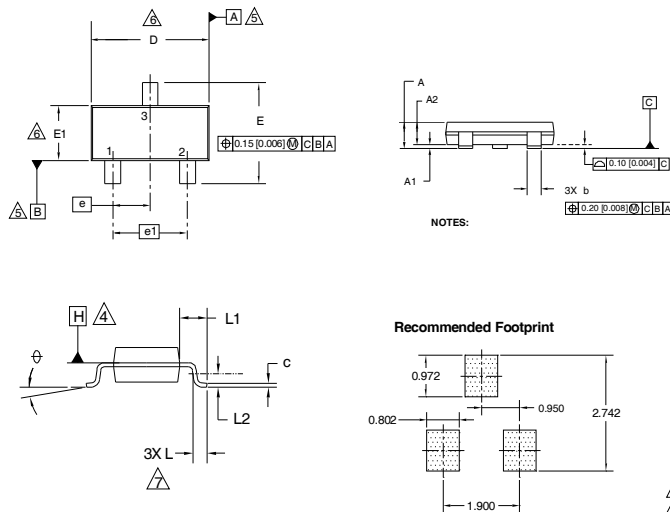 6
D
A 5
3
E
6
E1
⌖ 0.15 [0.006] Ⓜ C B A
1
2
5 B
e
e1
A
A2
C
A1
⌓ 0.10 [0.004] C
3X b
⌖ 0.20 [0.008] Ⓜ C B A
NOTES:
H 4
L1
θ
c
L2
3X L
7
Recommended Footprint
0.972
0.950
2.742
0.802
1.900